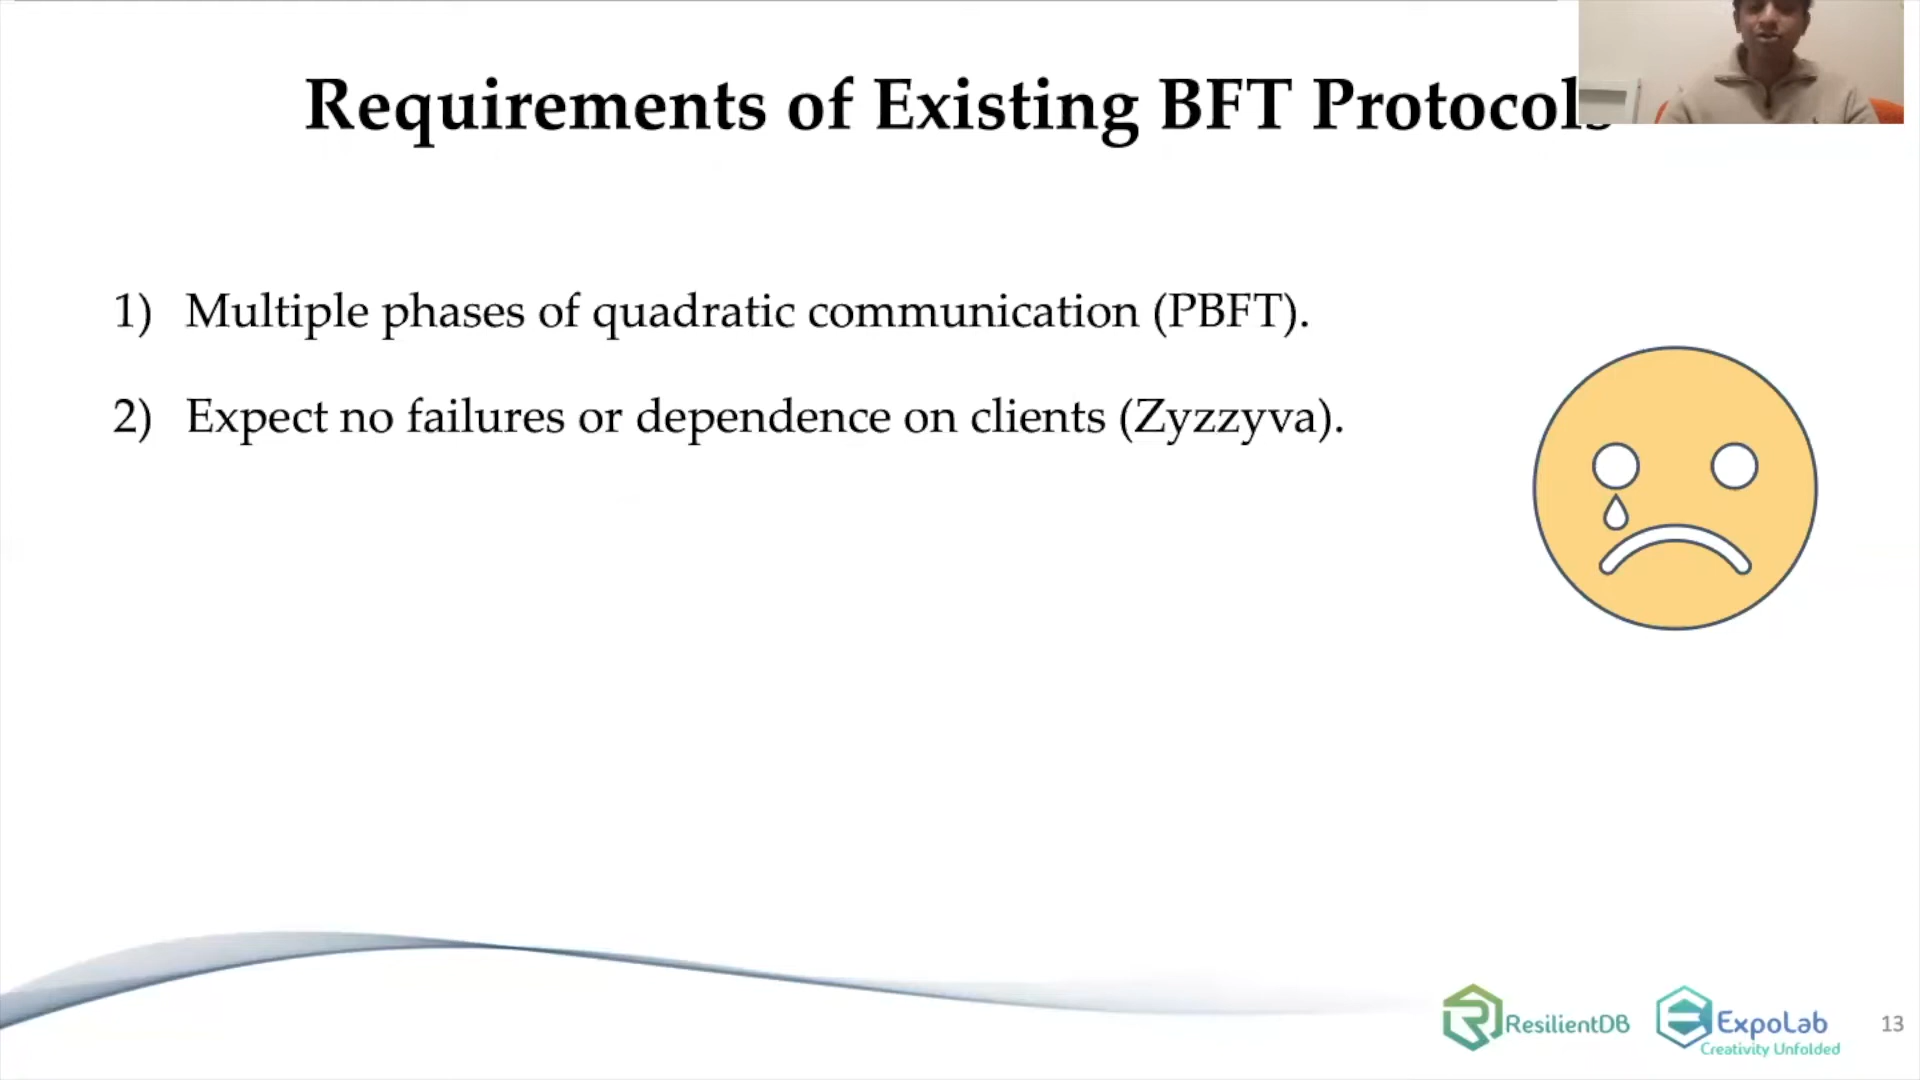 Requirements of Existing BFT Protocols
1) Multiple phases of quadratic communication (PBFT).
2) Expect no failures or dependence on clients (Zyzzyva).
ResilientDB
ExpoLab
Creativity Unfolded
13